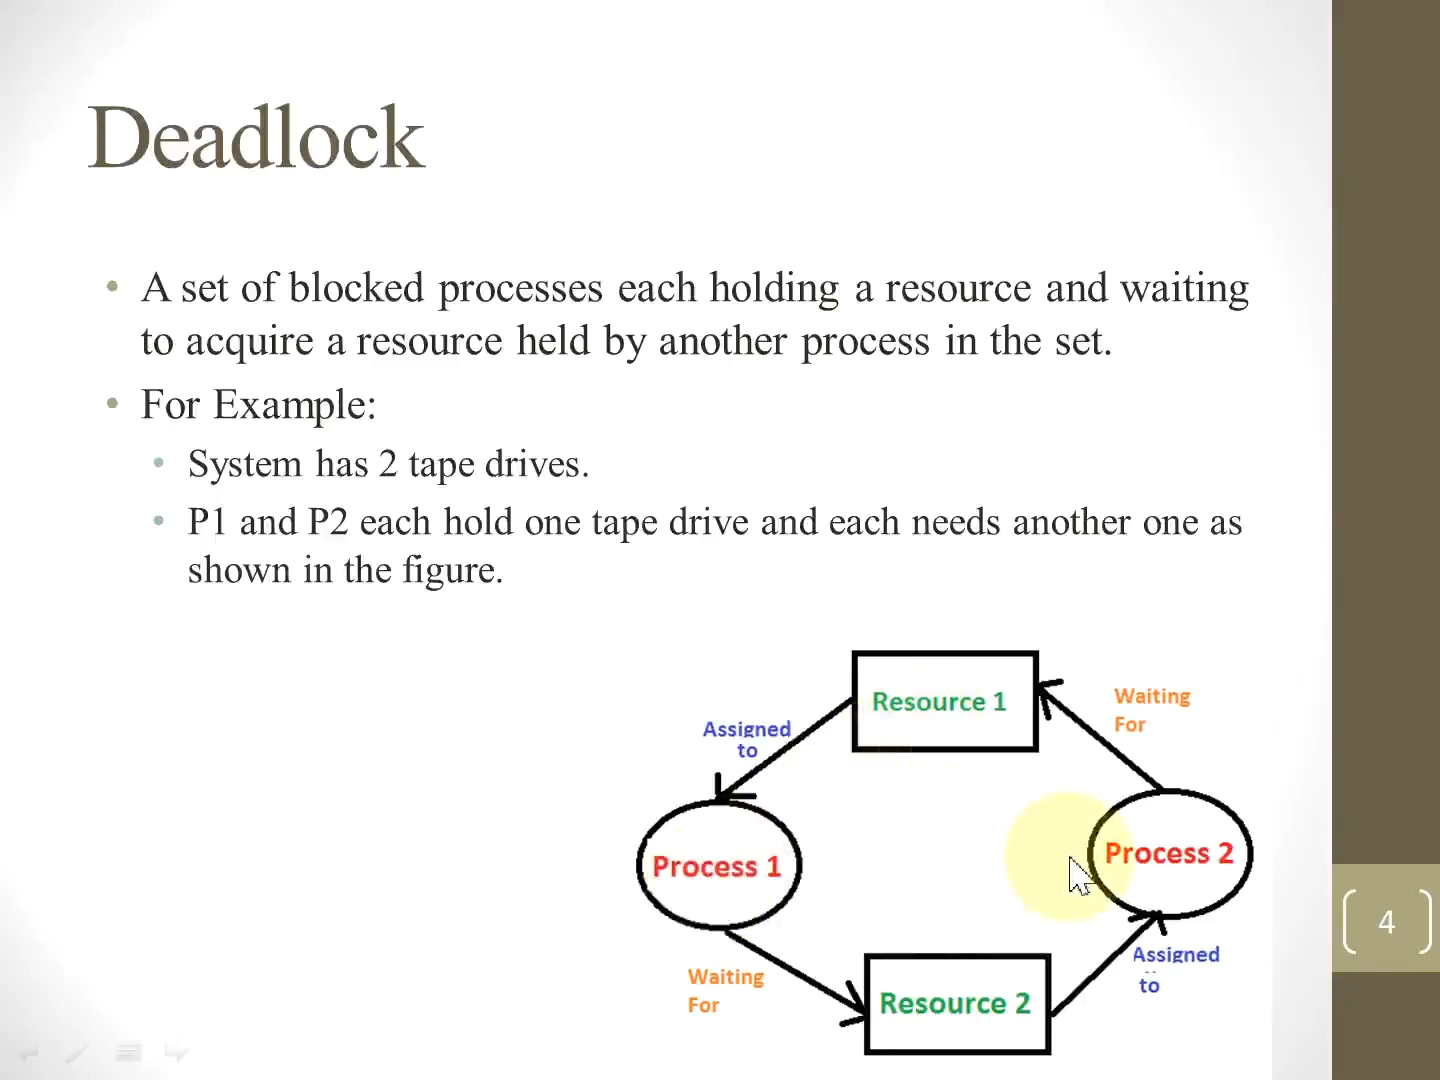 Deadlock
• A set of blocked processes each holding a resource and waiting
to acquire a resource held by another process in the set.
• For Example:
• System has 2 tape drives.
• P1 and P2 each hold one tape drive and each needs another one as
shown in the figure.
Resource 1
Waiting
For
Assigned
to
Process 1
Process 2
Waiting
For
Resource 2
Assigned
to
4